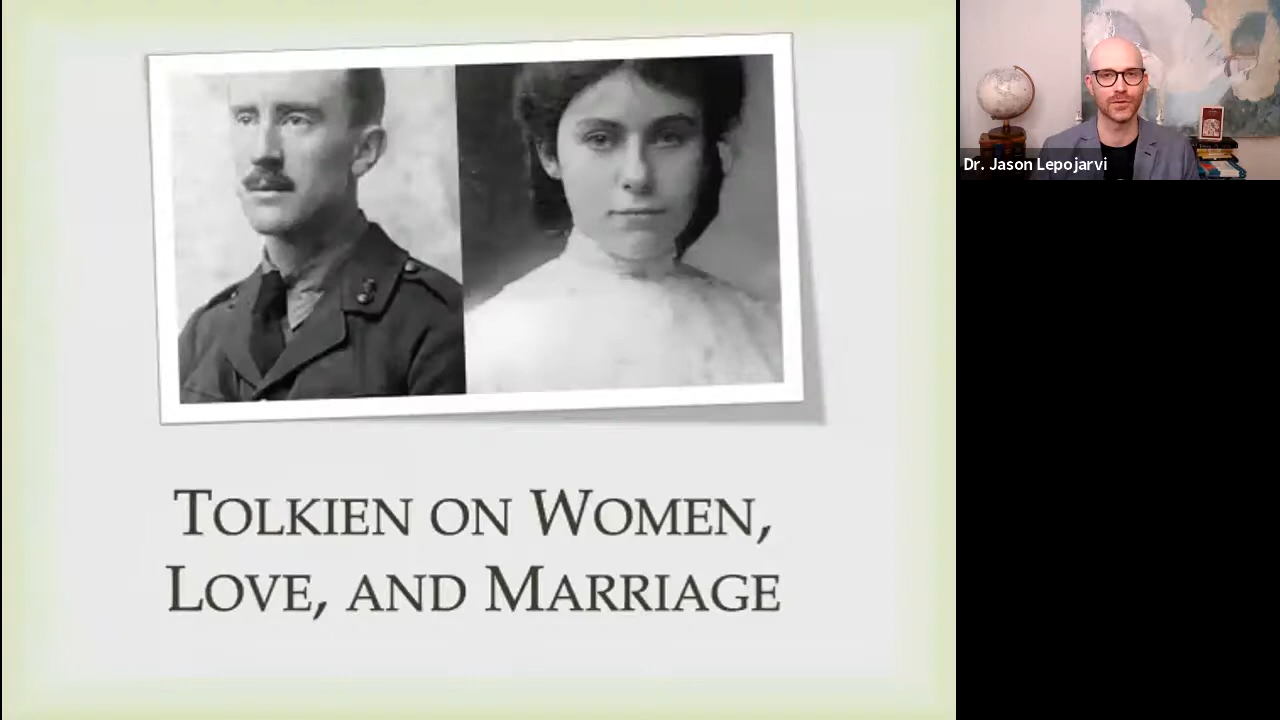 Dr. Jason Lepojarvi
Tolkien on Women,
Love, and Marriage